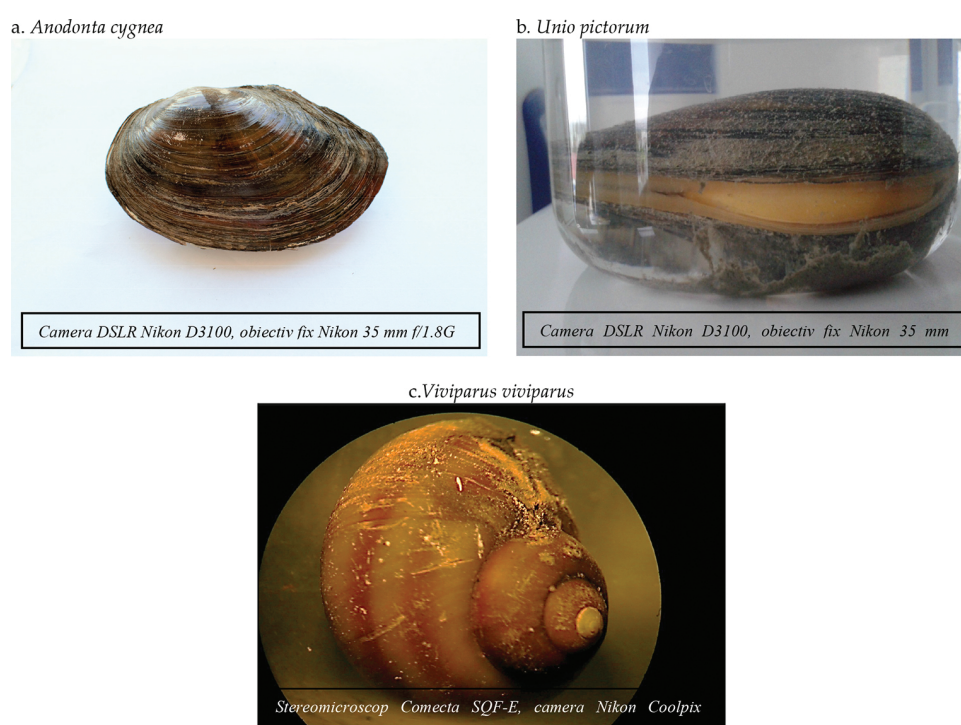 a. Anodonta cygnea
b. Unio pictorum
Camera DSLR Nikon D3100, obiectiv fix Nikon 35 mm f/1.8G
Camera DSLR Nikon D3100, obiectiv fix Nikon 35 mm
c.Viviparus viviparus
Stereomicroscop Comecta SQF-E, camera Nikon Coolpix